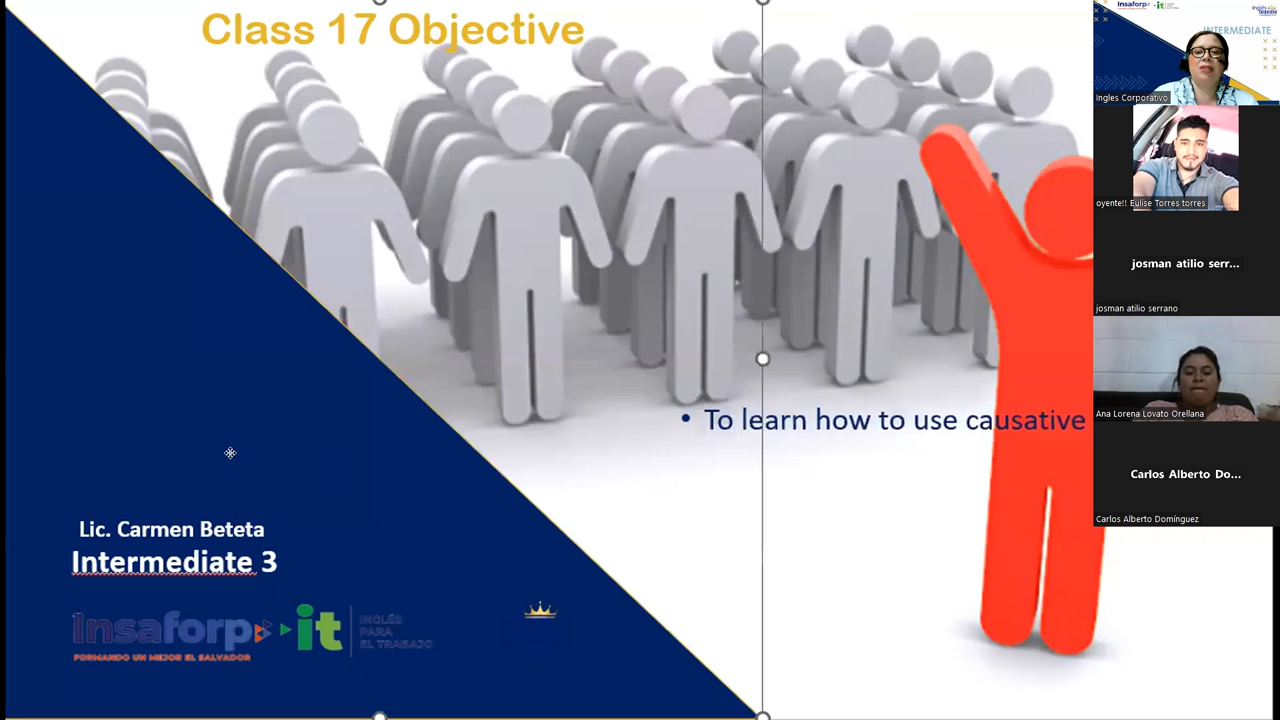 Class 17 Objective
• To learn how to use causative
Lic. Carmen Beteta
Intermediate 3
Insaforp
FORMANDO UN MEJOR EL SALVADOR
it
INGLÉS
PARA
EL TRABAJO
Insaforp
it
INTERMEDIATE
Ingles Corporativo
oyente!! Eulise Torres torres
josman atilio serr...
josman atilio serrano
Ana Lorena Lovato Orellana
Carlos Alberto Do...
Carlos Alberto Domínguez